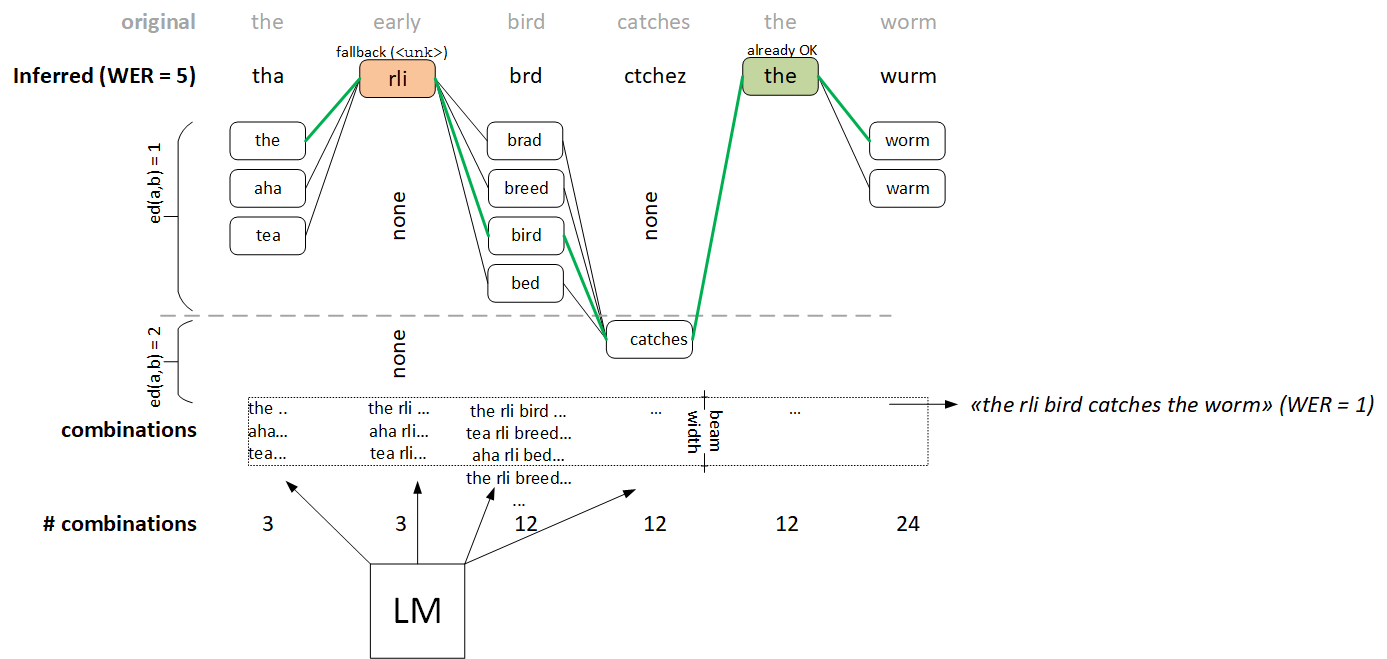 original the early bird catches the worm
fallback (<unk>) already OK
Inferred (WER = 5) tha rli brd ctchez the wurm
ed(a,b) = 1
the none brad none worm
aha breed warm
tea bird
bed
ed(a,b) = 2
none catches
combinations
the .. the rli ... the rli bird ... ... ...
aha... aha rli... tea rli breed...
tea... tea rli... aha rli bed...
the rli breed...
...
beam
width
«the rli bird catches the worm» (WER = 1)
# combinations 3 3 12 12 12 24
LM